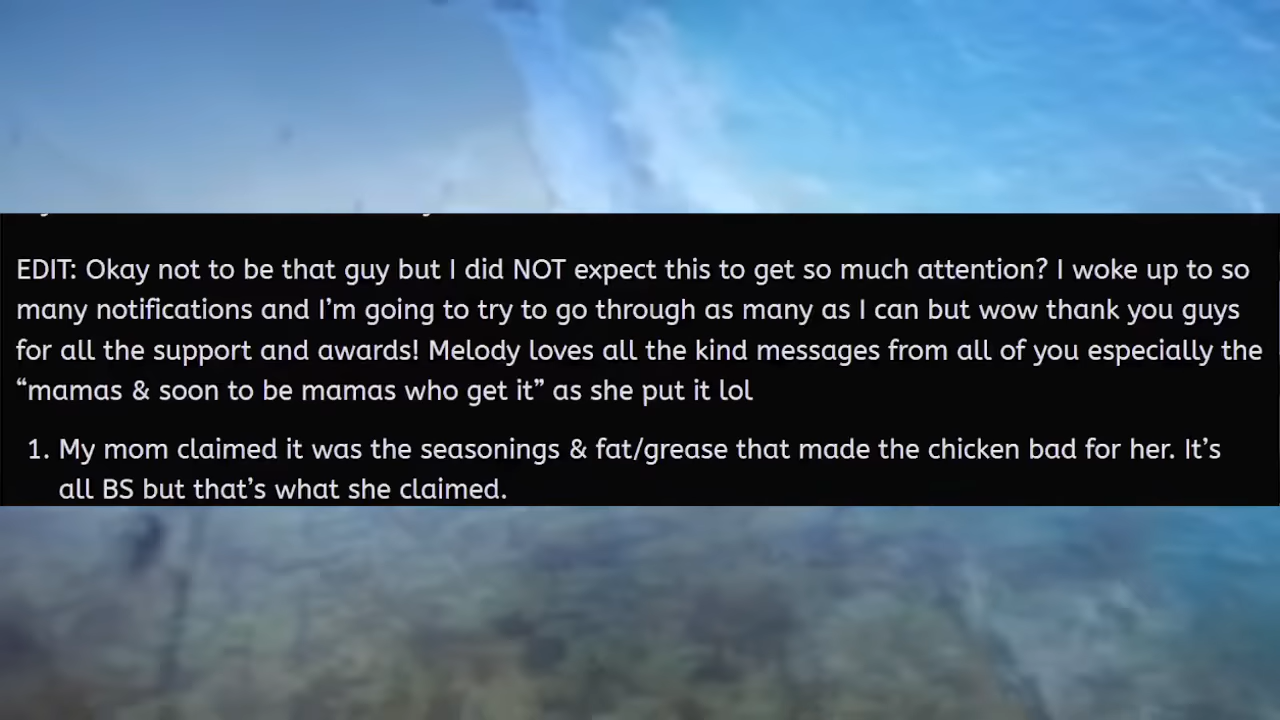 EDIT: Okay not to be that guy but I did NOT expect this to get so much attention? I woke up to so
many notifications and I’m going to try to go through as many as I can but wow thank you guys
for all the support and awards! Melody loves all the kind messages from all of you especially the
“mamas & soon to be mamas who get it” as she put it lol
1. My mom claimed it was the seasonings & fat/grease that made the chicken bad for her. It’s
all BS but that’s what she claimed.